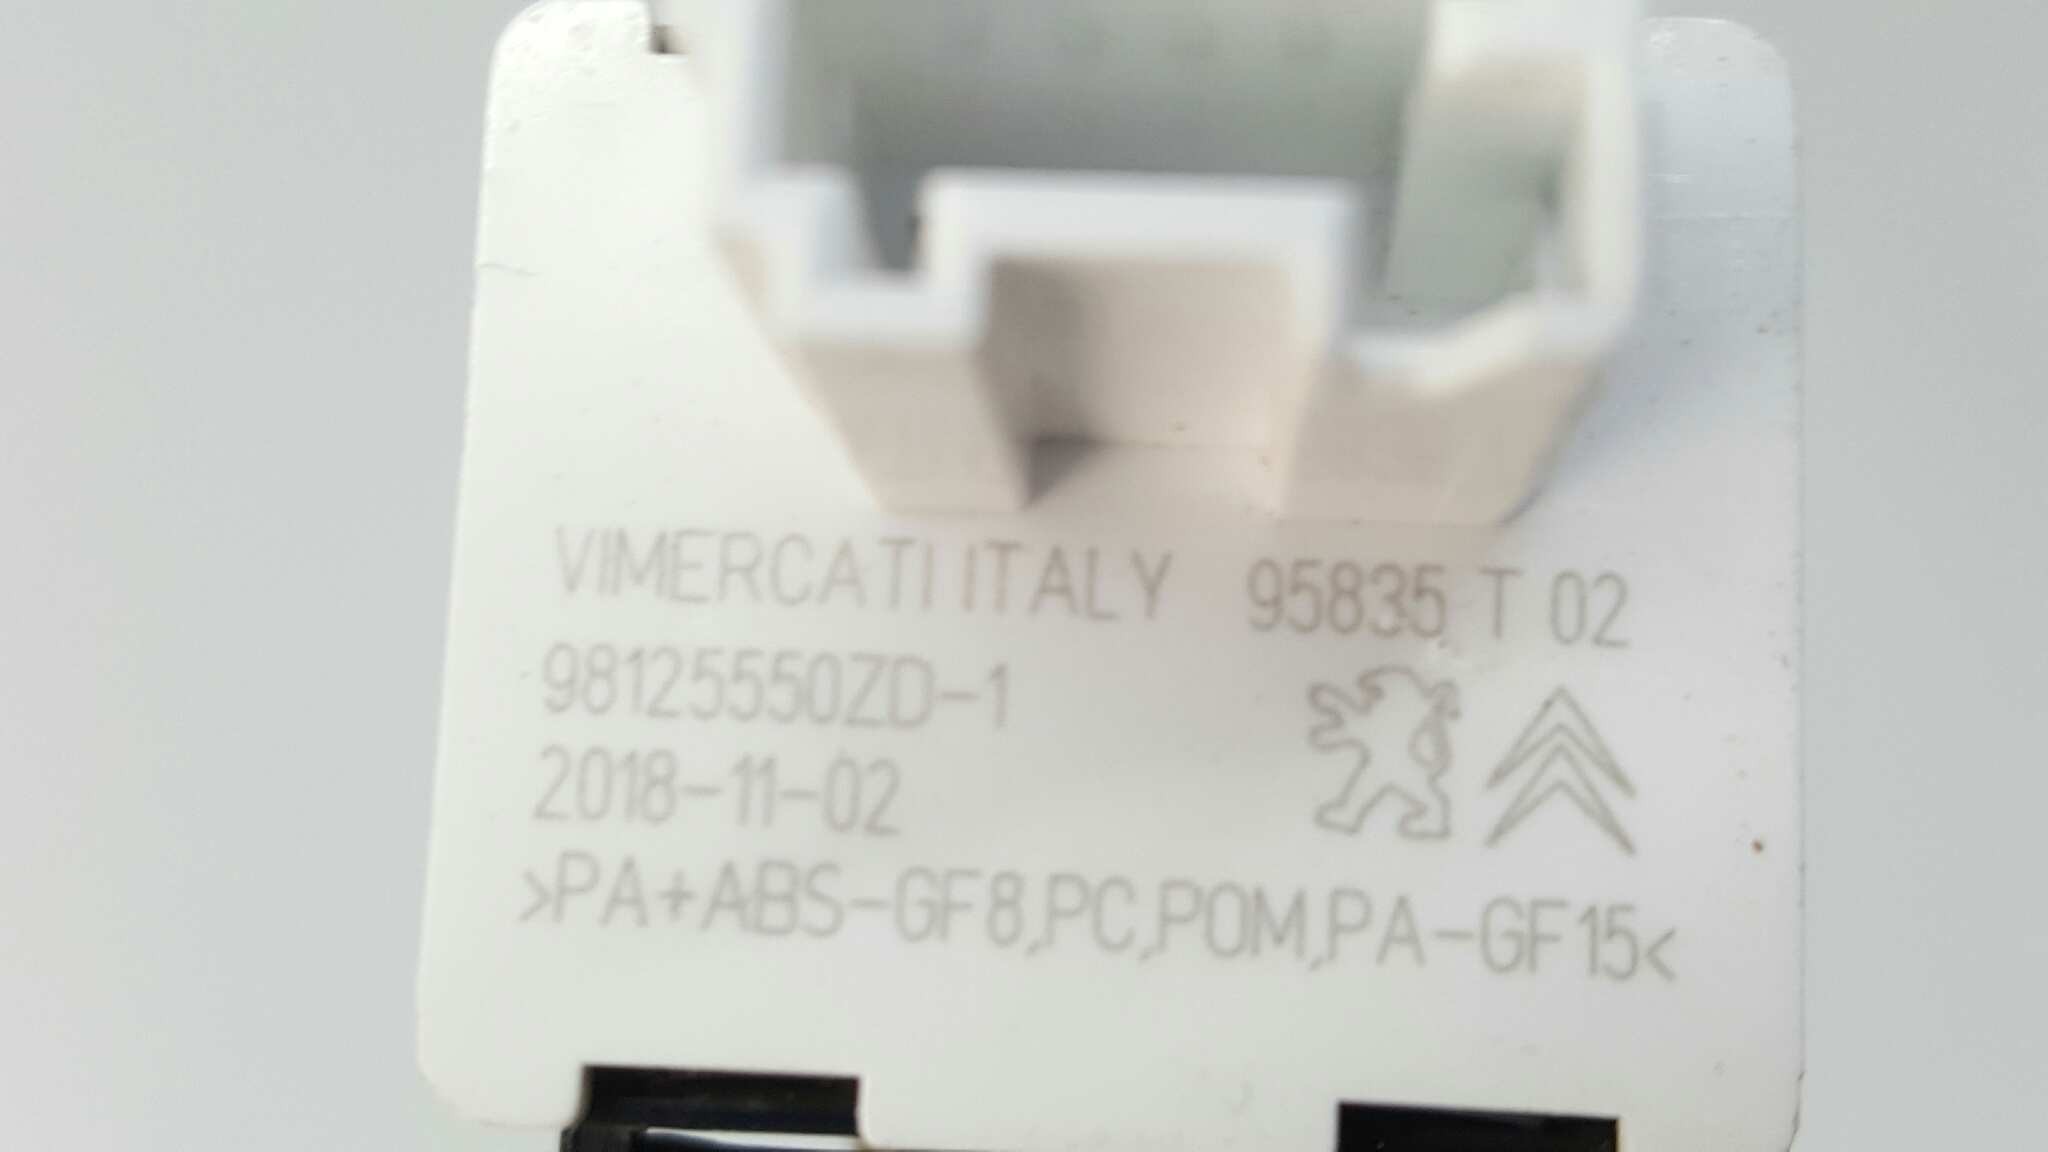 VIMERCATI ITALY 95835 T 02
98125550ZD-1
2018-11-02
>PA+ABS-GF8,PC,POM,PA-GF15<